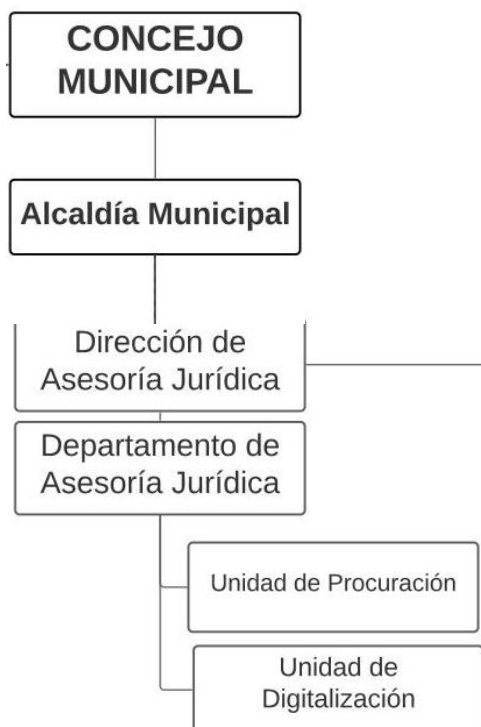 CONCEJO
MUNICIPAL
Alcaldía Municipal
Dirección de
Asesoría Jurídica
Departamento de
Asesoría Jurídica
Unidad de Procuración
Unidad de
Digitalización